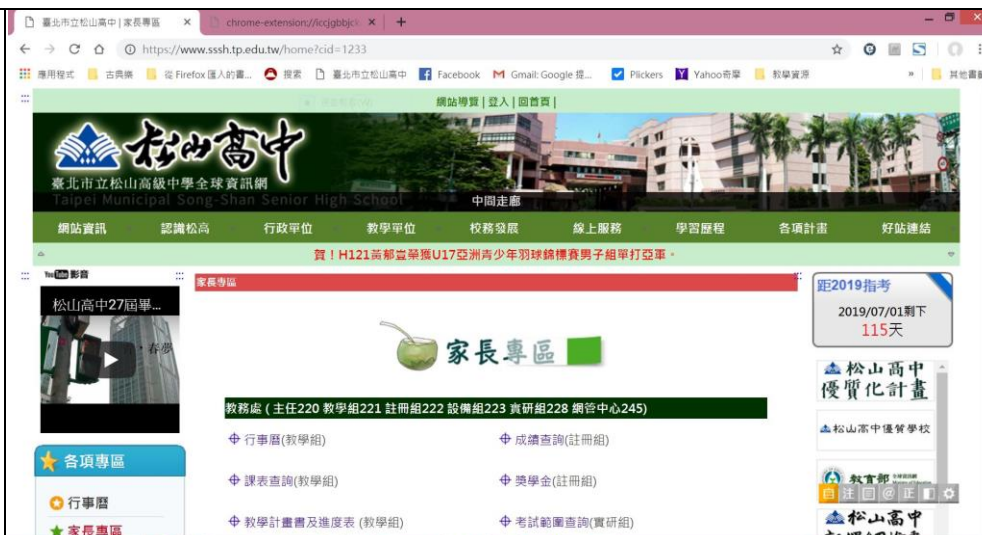 臺北市立松山高中 | 家長專區
chrome-extension://iccjgbbjck
https://www.sssh.tp.edu.tw/home?cid=1233
應用程式 古典樂 從 Firefox 匯入的書... 搜索 臺北市立松山高中 Facebook Gmail: Google 提... Plickers Yahoo奇摩 教學資源 » 其他書籤
網站導覽 | 登入 | 回首頁 |
松山高中
臺北市立松山高級中學全球資訊網
Taipei Municipal Song-Shan Senior High School
中間走廊
網站資訊 認識松高 行政單位 教學單位 校務發展 線上服務 學習歷程 各項計畫 好站連結
賀！H121黃郁豈榮獲U17亞洲青少年羽球錦標賽男子組單打亞軍。
YouTube 影音
松山高中27屆畢...
春夢
家長專區
家長專區
距2019指考
2019/07/01剩下
115天
教務處 ( 主任220 教學組221 註冊組222 設備組223 實研組228 網管中心245)
行事曆(教學組) 成績查詢(註冊組)
課表查詢(教學組) 獎學金(註冊組)
教學計畫書及進度表 (教學組) 考試範圍查詢(實研組)
各項專區
行事曆
家長專區
松山高中
優質化計畫
松山高中優質學校
教育部
自 注 @ 正
松山高中